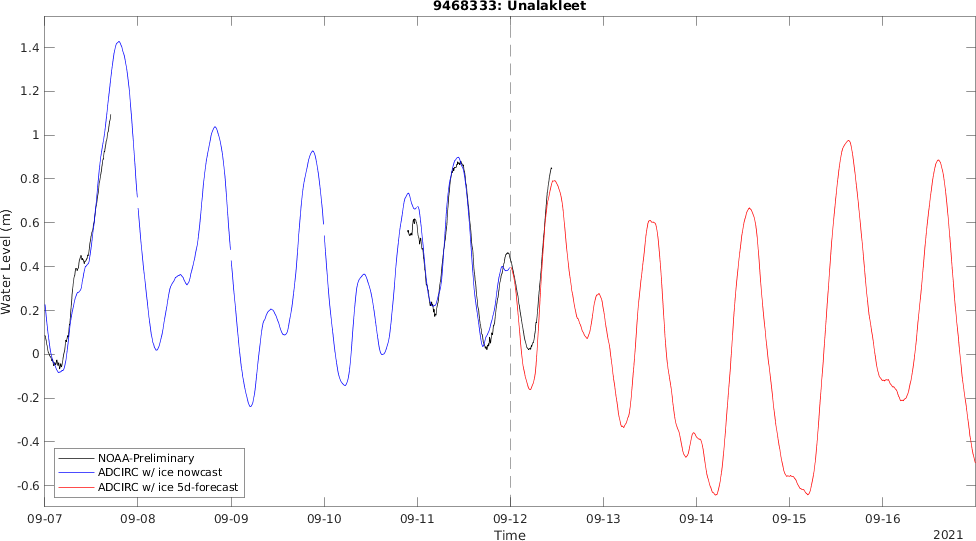 9468333: Unalakleet
Water Level (m)
1.4
1.2
1
0.8
0.6
0.4
0.2
0
-0.2
-0.4
-0.6
NOAA-Preliminary
ADCIRC w/ ice nowcast
ADCIRC w/ ice 5d-forecast
09-07 09-08 09-09 09-10 09-11 09-12 09-13 09-14 09-15 09-16
Time
2021